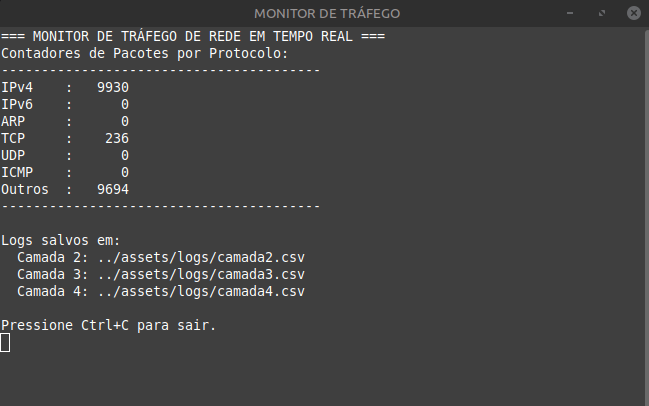 MONITOR DE TRÁFEGO
=== MONITOR DE TRÁFEGO DE REDE EM TEMPO REAL ===
Contadores de Pacotes por Protocolo:
----------------------------------------
IPv4    :   9930
IPv6    :      0
ARP     :      0
TCP     :    236
UDP     :      0
ICMP    :      0
Outros  :   9694
----------------------------------------
Logs salvos em:
  Camada 2: ../assets/logs/camada2.csv
  Camada 3: ../assets/logs/camada3.csv
  Camada 4: ../assets/logs/camada4.csv
Pressione Ctrl+C para sair.